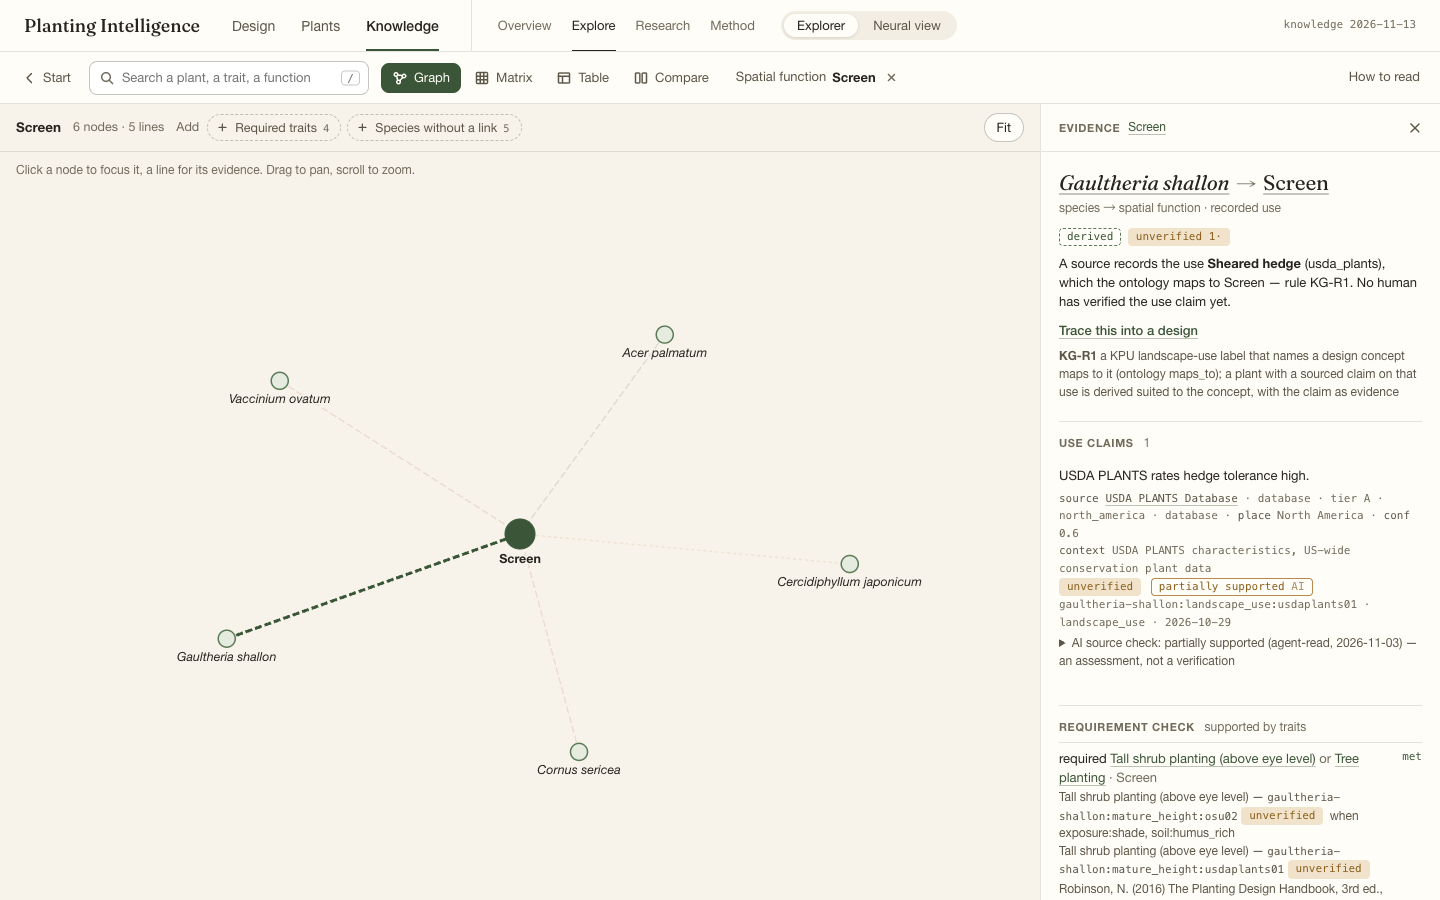 Planting Intelligence Design Plants Knowledge Overview Explore Research Method Explorer Neural view knowledge 2026-11-13
Start Search a plant, a trait, a function / Graph Matrix Table Compare Spatial function Screen × How to read
Screen 6 nodes · 5 lines Add + Required traits 4 + Species without a link 5 Fit
Click a node to focus it, a line for its evidence. Drag to pan, scroll to zoom.
Acer palmatum
Vaccinium ovatum
Screen
Cercidiphyllum japonicum
Gaultheria shallon
Cornus sericea
EVIDENCE Screen ×
Gaultheria shallon → Screen
species → spatial function · recorded use
derived unverified 1·
A source records the use Sheared hedge (usda_plants),
which the ontology maps to Screen — rule KG-R1. No human
has verified the use claim yet.
Trace this into a design
KG-R1 a KPU landscape-use label that names a design concept
maps to it (ontology maps_to); a plant with a sourced claim on that
use is derived suited to the concept, with the claim as evidence
USE CLAIMS 1
USDA PLANTS rates hedge tolerance high.
source USDA PLANTS Database · database · tier A ·
north_america · database · place North America · conf
0.6
context USDA PLANTS characteristics, US-wide
conservation plant data
unverified partially supported AI
gaultheria-shallon:landscape_use:usdaplants01 ·
landscape_use · 2026-10-29
▶ AI source check: partially supported (agent-read, 2026-11-03) —
an assessment, not a verification
REQUIREMENT CHECK supported by traits
required Tall shrub planting (above eye level) or Tree met
planting · Screen
Tall shrub planting (above eye level) — gaultheria-
shallon:mature_height:osu02 unverified when
exposure:shade, soil:humus_rich
Tall shrub planting (above eye level) — gaultheria-
shallon:mature_height:usdaplants01 unverified
Robinson, N. (2016) The Planting Design Handbook, 3rd ed.,